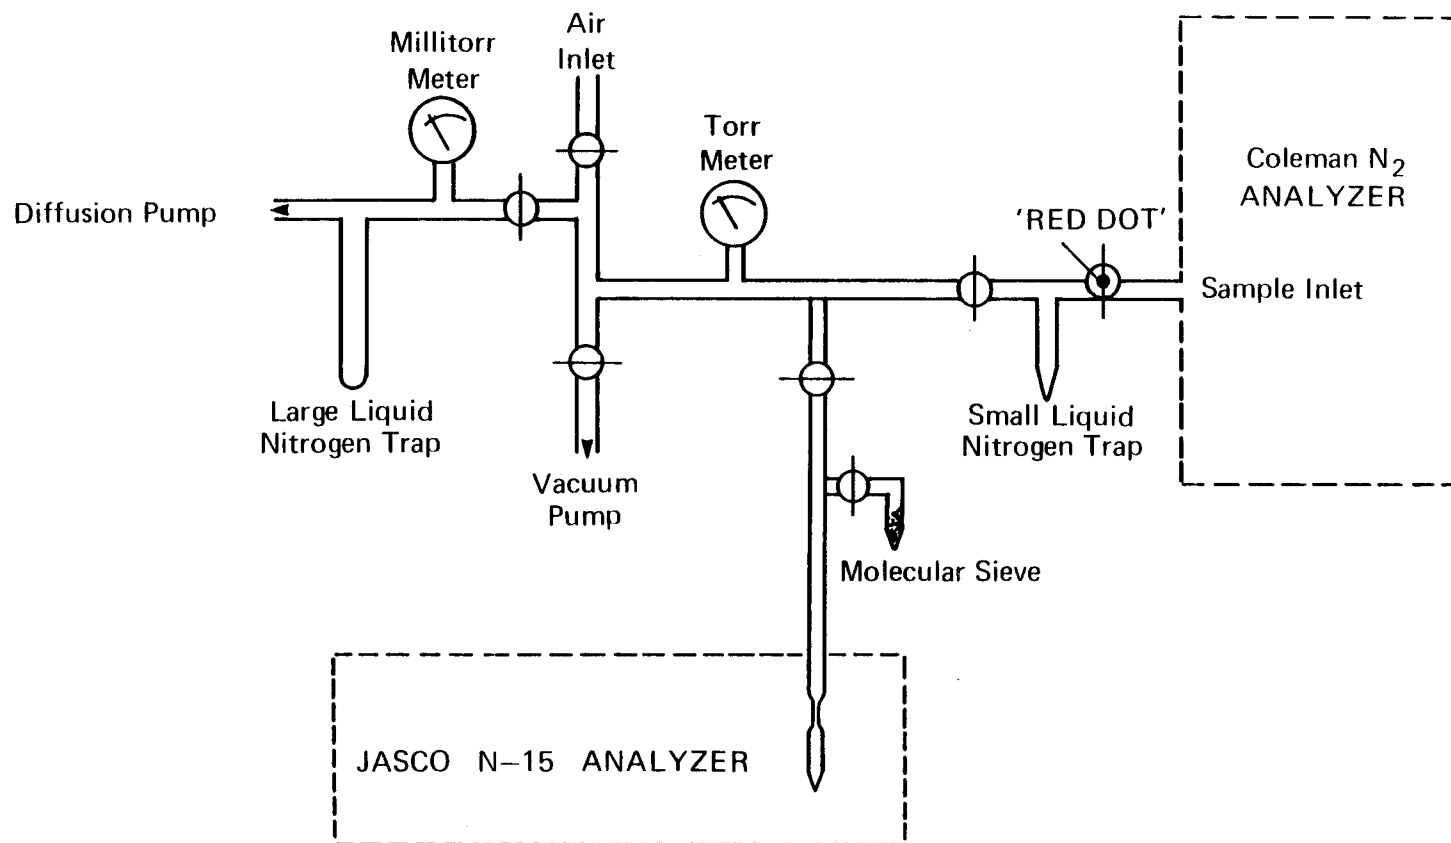 Millitorr
Meter
Air
Inlet
Torr
Meter
Coleman N₂
ANALYZER
Diffusion Pump
'RED DOT'
Sample Inlet
Large Liquid
Nitrogen Trap
Small Liquid
Nitrogen Trap
Vacuum
Pump
Molecular Sieve
JASCO N–15 ANALYZER